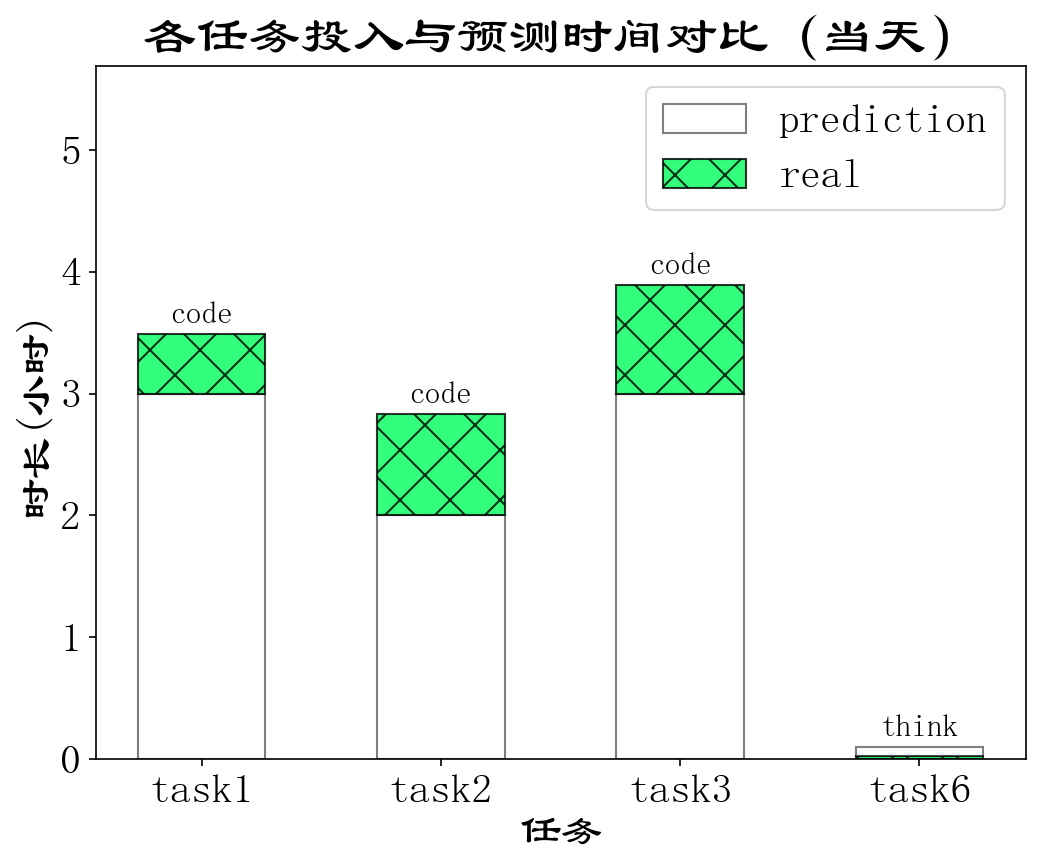 各任务投入与预测时间对比 (当天)
prediction
real
时长(小时)
5
4
3
2
1
0
code
code
code
think
task1
task2
task3
task6
任务